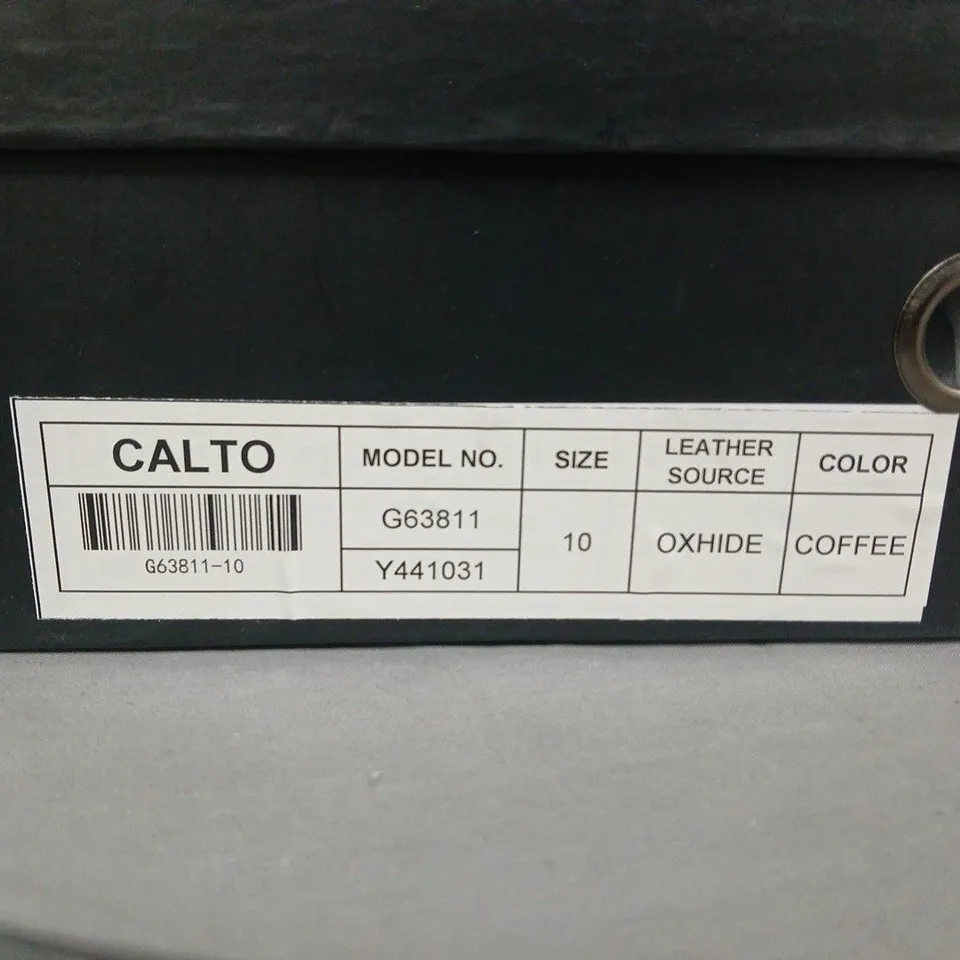 CALTO
MODEL NO.
SIZE
LEATHER
SOURCE
COLOR
G63811-10
G63811
Y441031
10
OXHIDE
COFFEE